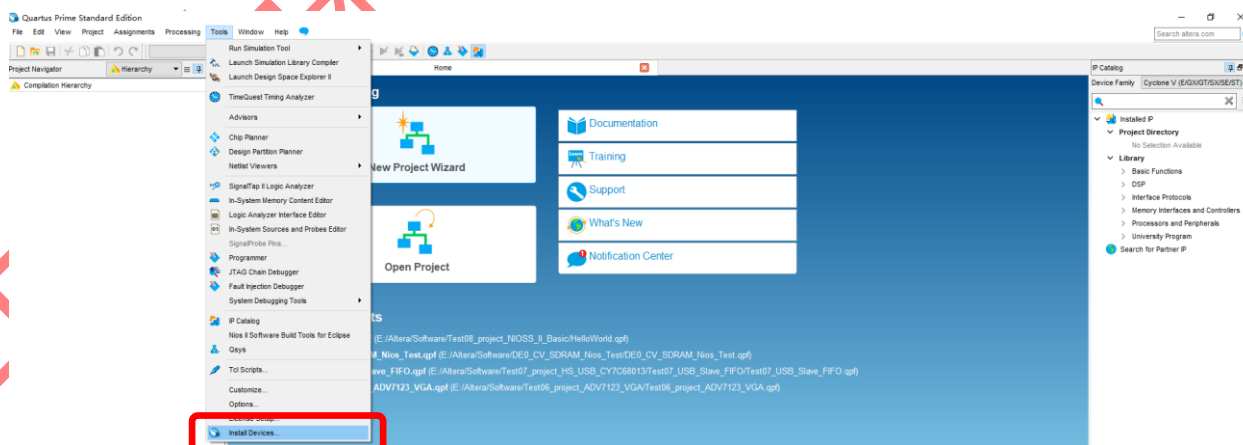 Quartus Prime Standard Edition
File Edit View Project Assignments Processing Tools Window Help
Search altera.com
Project Navigator
Hierarchy
Compilation Hierarchy
Run Simulation Tool
Launch Simulation Library Compiler
Launch Design Space Explorer II
TimeQuest Timing Analyzer
Advisors
Chip Planner
Design Partition Planner
Netlist Viewers
SignalTap II Logic Analyzer
In-System Memory Content Editor
Logic Analyzer Interface Editor
In-System Sources and Probes Editor
SignalProbe Pins...
Programmer
JTAG Chain Debugger
Fault Injection Debugger
System Debugging Tools
IP Catalog
Nios II Software Build Tools for Eclipse
Qsys
Tcl Scripts...
Customize...
Options...
License Setup...
Install Devices...
Home
g
New Project Wizard
Open Project
Documentation
Training
Support
What's New
Notification Center
ts
(E:/Altera/Software/Test08_project_NIOSS_II_Basic/HelloWorld.qpf)
M_Nios_Test.qpf (E:/Altera/Software/DE0_CV_SDRAM_Nios_Test/DE0_CV_SDRAM_Nios_Test.qpf)
ave_FIFO.qpf (E:/Altera/Software/Test07_project_HS_USB_CY7C68013/Test07_USB_Slave_FIFO/Test07_USB_Slave_FIFO.qpf)
ADV7123_VGA.qpf (E:/Altera/Software/Test06_project_ADV7123_VGA/Test06_project_ADV7123_VGA.qpf)
IP Catalog
Device Family Cyclone V (E/GX/GT/SX/SE/ST)
Installed IP
Project Directory
No Selection Available
Library
Basic Functions
DSP
Interface Protocols
Memory Interfaces and Controllers
Processors and Peripherals
University Program
Search for Partner IP